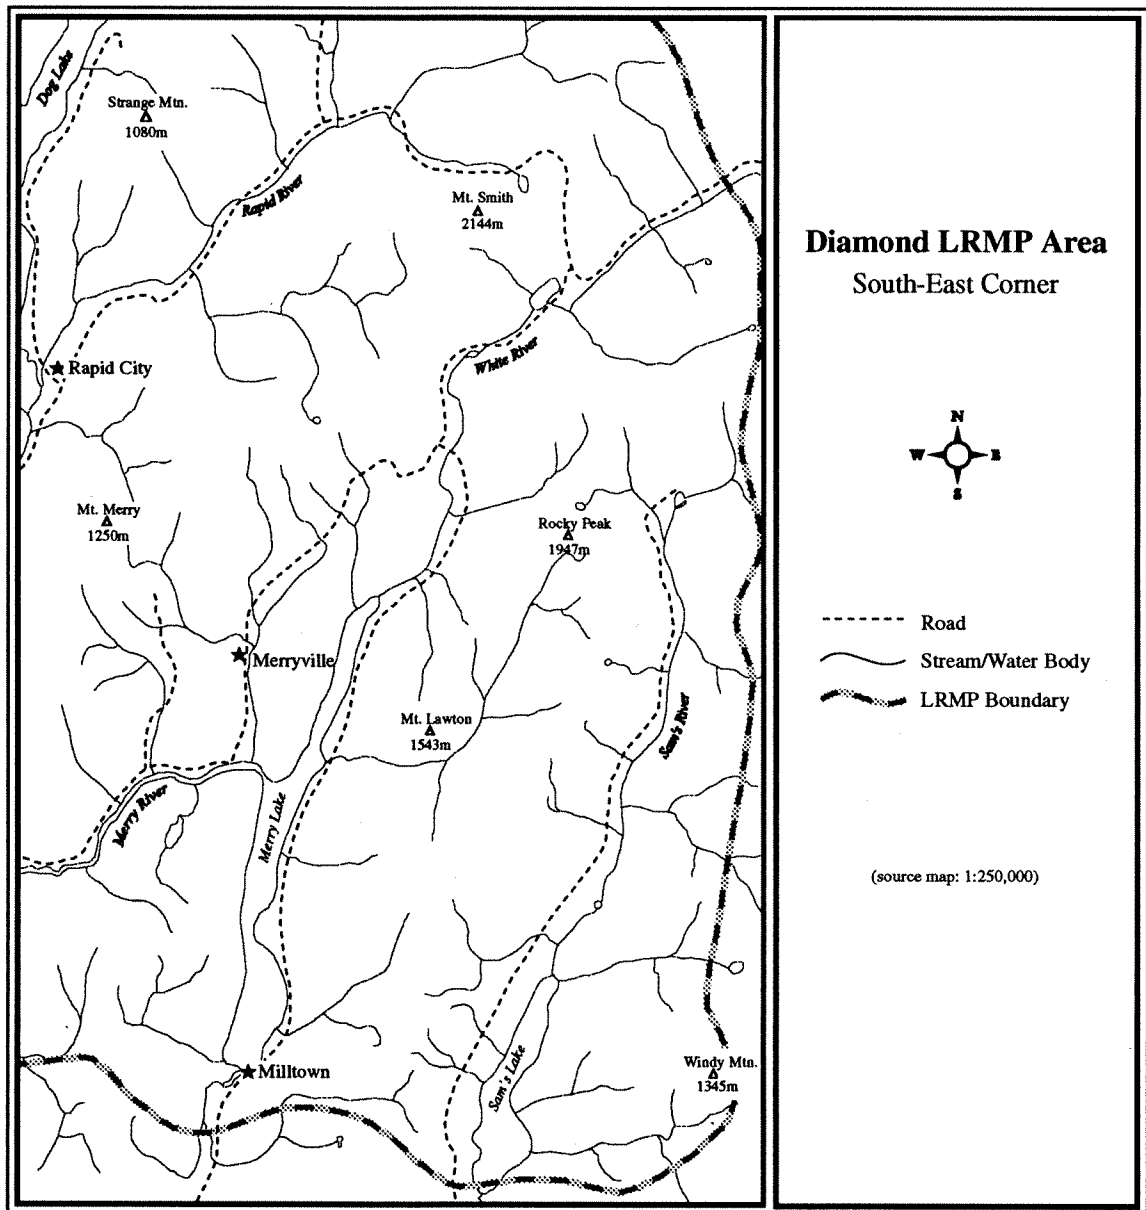 Dog Lake
Strange Mtn.
1080m
Rapid River
Mt. Smith
2144m
White River
Rapid City
Mt. Merry
1250m
Rocky Peak
1947m
Merryville
Mt. Lawton
1543m
Sam's River
Merry River
Merry Lake
Sam's Lake
Windy Mtn.
1345m
Milltown
Diamond LRMP Area
South-East Corner
N
W E
S
Road
Stream/Water Body
LRMP Boundary
(source map: 1:250,000)